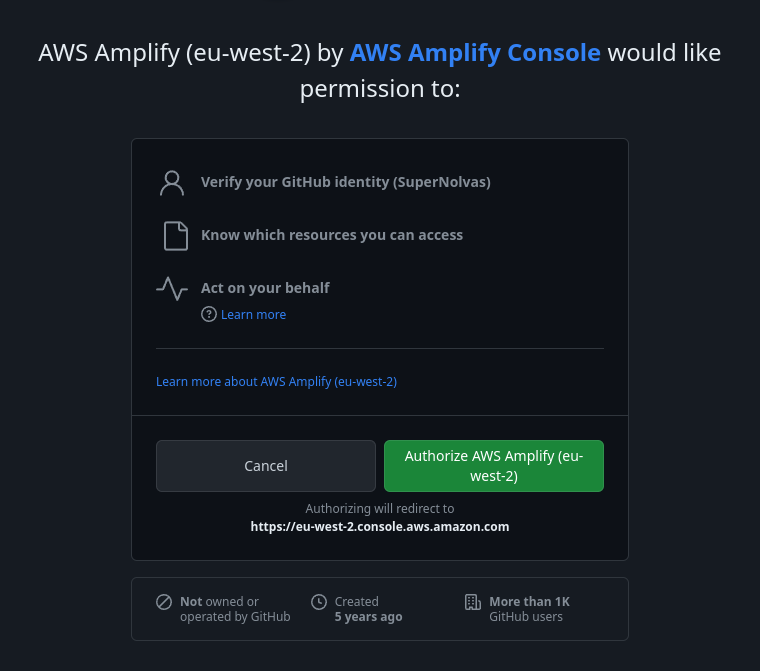 AWS Amplify (eu-west-2) by AWS Amplify Console would like
permission to:
Verify your GitHub identity (SuperNolvas)
Know which resources you can access
Act on your behalf
Learn more
Learn more about AWS Amplify (eu-west-2)
Cancel
Authorize AWS Amplify (eu-
west-2)
Authorizing will redirect to
https://eu-west-2.console.aws.amazon.com
Not owned or
operated by GitHub
Created
5 years ago
More than 1K
GitHub users